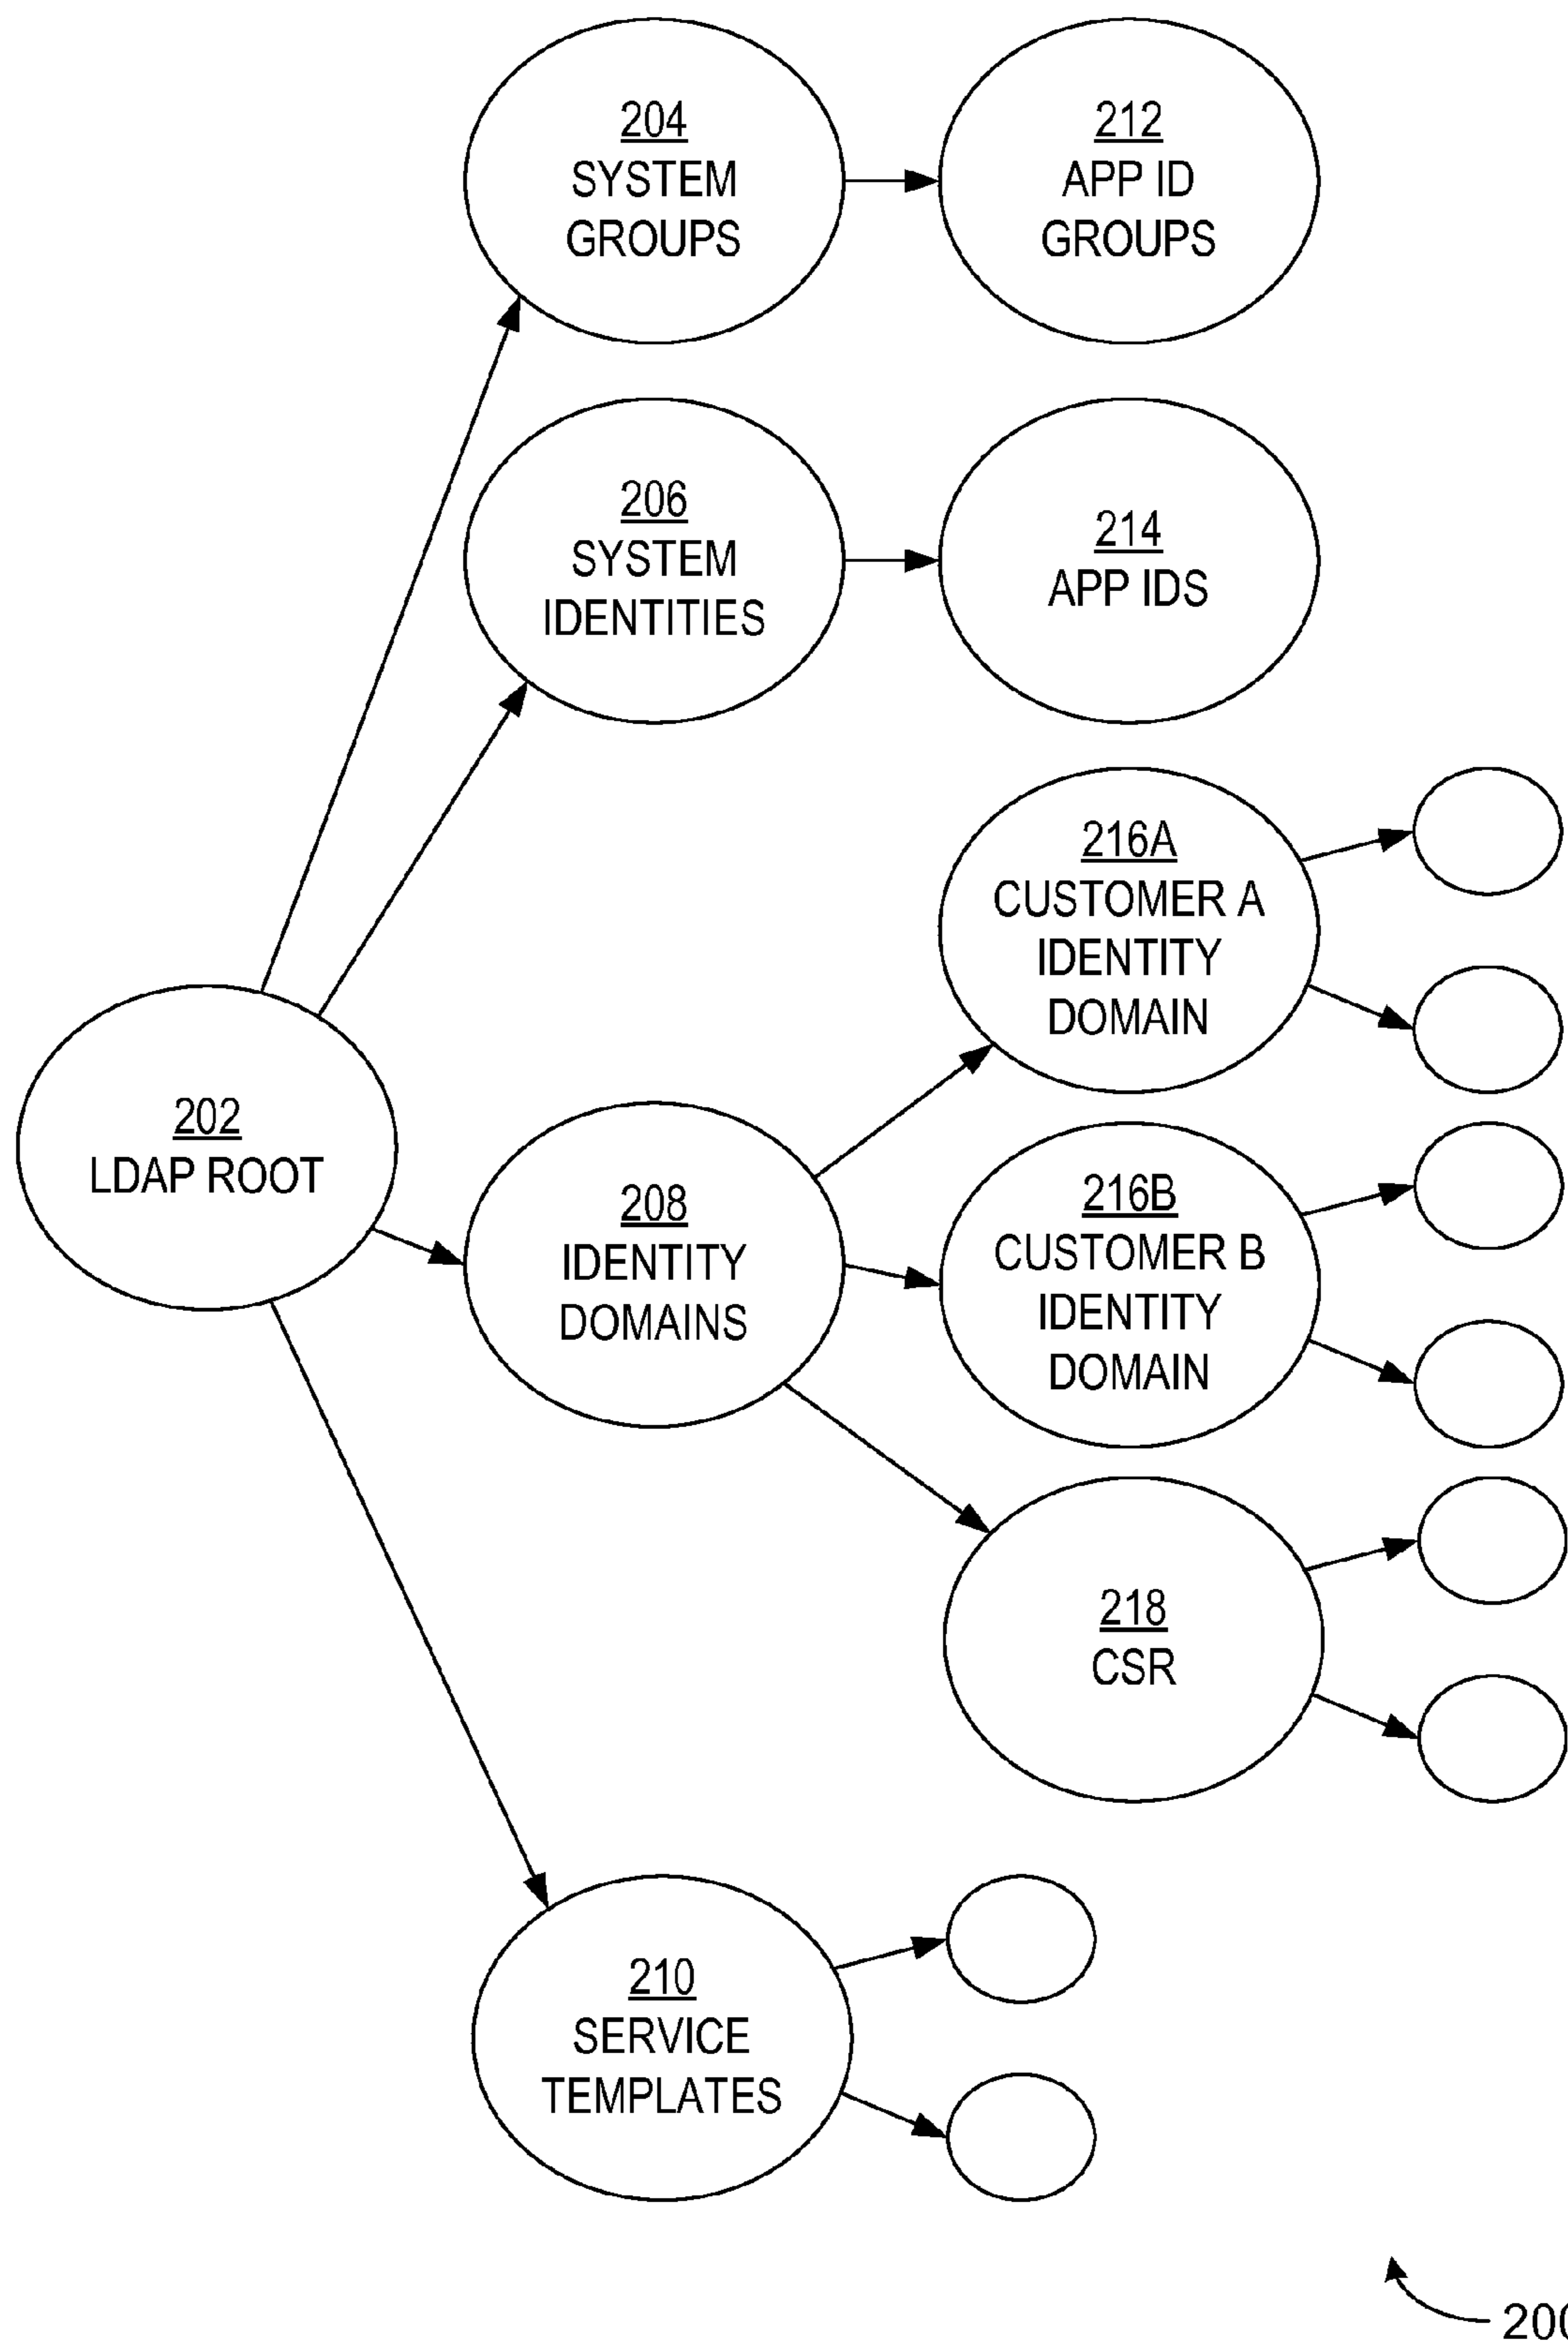 204
SYSTEM
GROUPS
212
APP ID
GROUPS
206
SYSTEM
IDENTITIES
214
APP IDS
216A
CUSTOMER A
IDENTITY
DOMAIN
202
LDAP ROOT
208
IDENTITY
DOMAINS
216B
CUSTOMER B
IDENTITY
DOMAIN
218
CSR
210
SERVICE
TEMPLATES
200